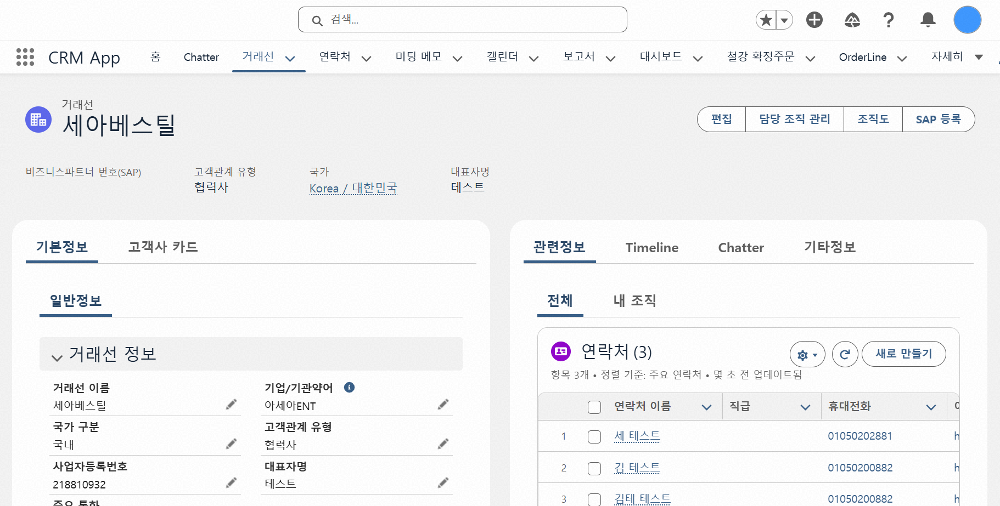 검색...
CRM App 홈 Chatter 거래선 연락처 미팅 메모 캘린더 보고서 대시보드 철강 확정주문 OrderLine 자세히
거래선
세아베스틸
편집 담당 조직 관리 조직도 SAP 등록
비즈니스파트너 번호(SAP) 고객관계 유형 국가 대표자명
협력사 Korea / 대한민국 테스트
기본정보 고객사 카드
일반정보
거래선 정보
거래선 이름 기업/기관약어
세아베스틸 아세아ENT
국가 구분 고객관계 유형
국내 협력사
사업자등록번호 대표자명
218810932 테스트
주요 통화
관련정보 Timeline Chatter 기타정보
전체 내 조직
연락처 (3) 새로 만들기
항목 3개 • 정렬 기준: 주요 연락처 • 몇 초 전 업데이트됨
연락처 이름 직급 휴대전화
1 세 테스트 01050202881 h
2 김 테스트 01050200882 h
3 김테 테스트 01050200882 h